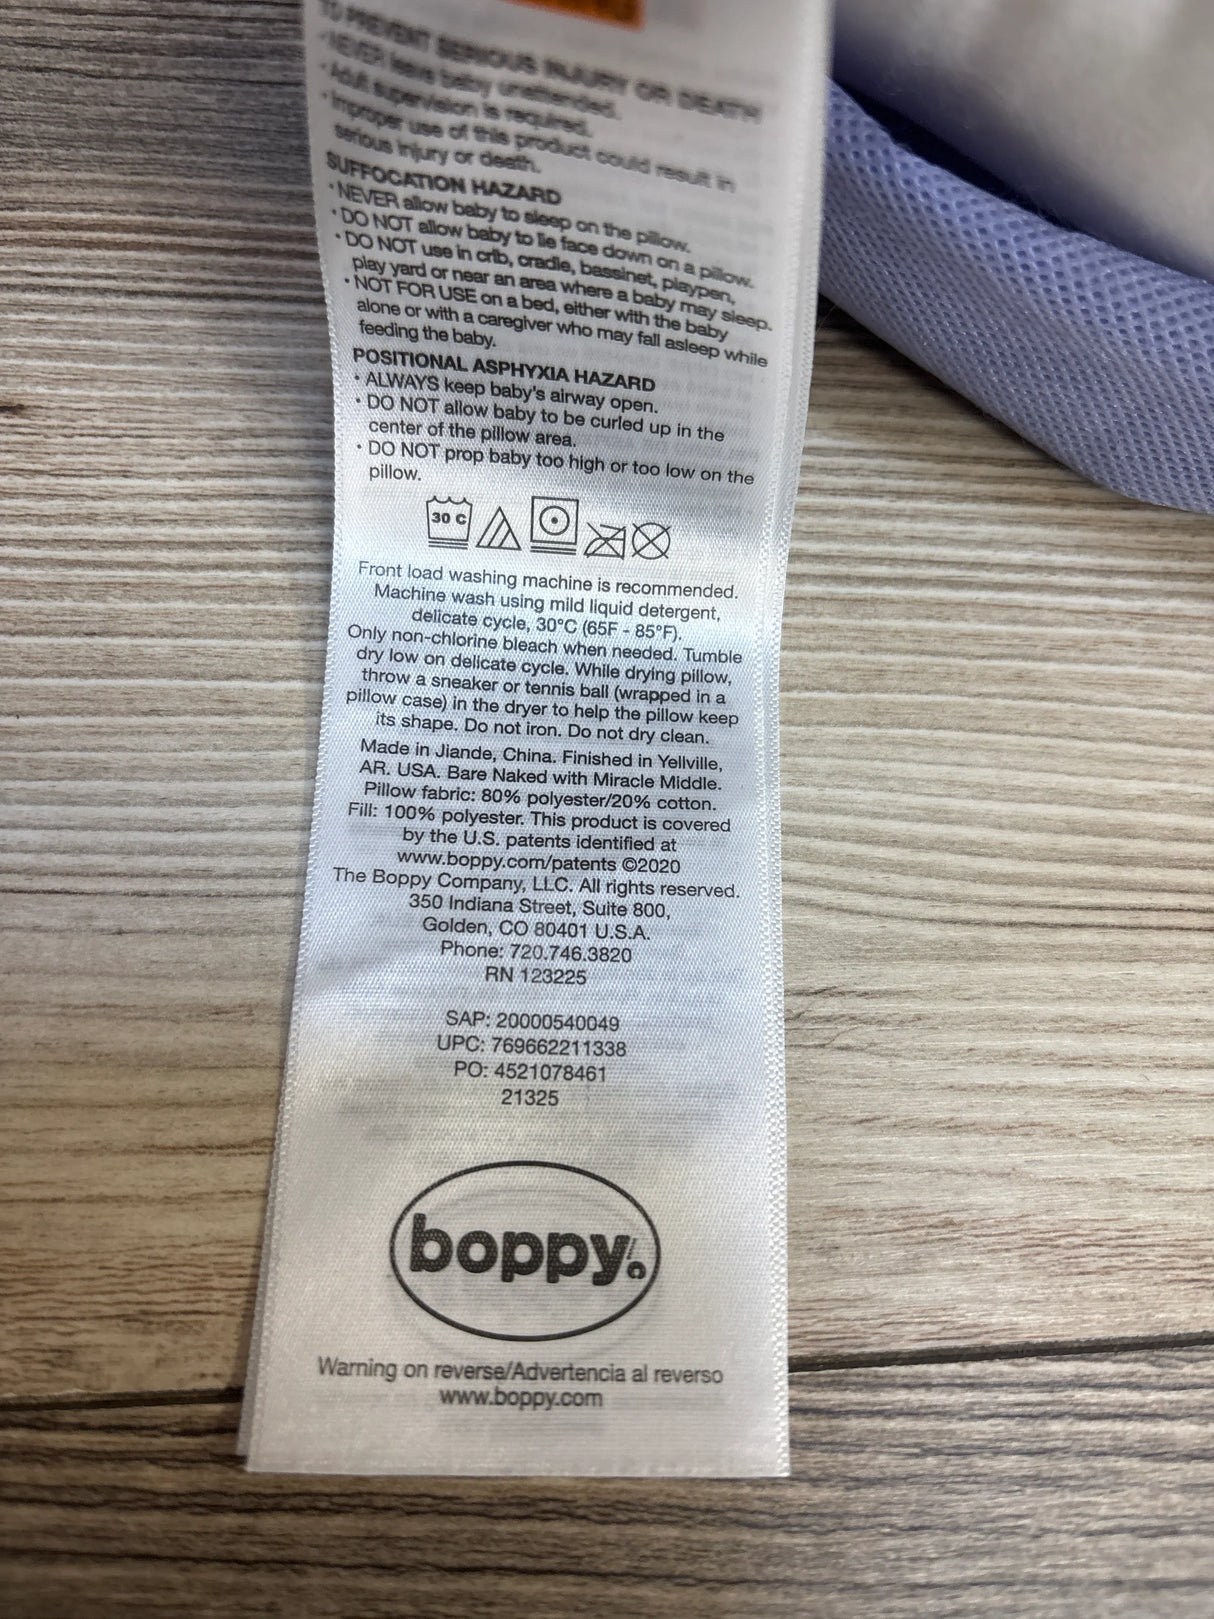 TO PREVENT SERIOUS INJURY OR DEATH
• NEVER leave baby unattended.
• Adult supervision is required.
• Improper use of this product could result in
serious injury or death.
SUFFOCATION HAZARD
• NEVER allow baby to sleep on the pillow.
• DO NOT allow baby to lie face down on a pillow.
• DO NOT use in crib, cradle, bassinet, playpen,
play yard or near an area where a baby may sleep.
• NOT FOR USE on a bed, either with the baby
alone or with a caregiver who may fall asleep while
feeding the baby.
POSITIONAL ASPHYXIA HAZARD
• ALWAYS keep baby's airway open.
• DO NOT allow baby to be curled up in the
center of the pillow area.
• DO NOT prop baby too high or too low on the
pillow.
30 C
Front load washing machine is recommended.
Machine wash using mild liquid detergent,
delicate cycle, 30°C (65F - 85°F).
Only non-chlorine bleach when needed. Tumble
dry low on delicate cycle. While drying pillow,
throw a sneaker or tennis ball (wrapped in a
pillow case) in the dryer to help the pillow keep
its shape. Do not iron. Do not dry clean.
Made in Jiande, China. Finished in Yellville,
AR. USA. Bare Naked with Miracle Middle.
Pillow fabric: 80% polyester/20% cotton.
Fill: 100% polyester. This product is covered
by the U.S. patents identified at
www.boppy.com/patents ©2020
The Boppy Company, LLC. All rights reserved.
350 Indiana Street, Suite 800,
Golden, CO 80401 U.S.A.
Phone: 720.746.3820
RN 123225
SAP: 20000540049
UPC: 769662211338
PO: 4521078461
21325
boppy
Warning on reverse/Advertencia al reverso
www.boppy.com